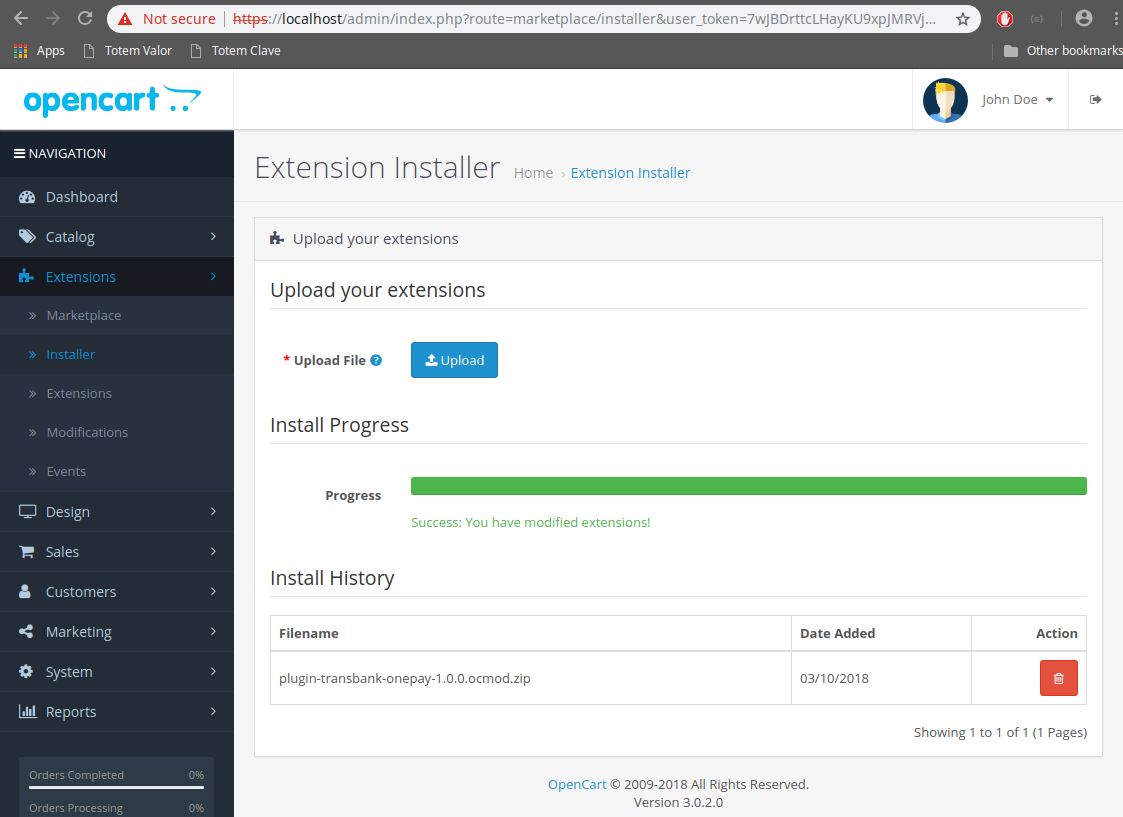 Not secure | https://localhost/admin/index.php?route=marketplace/installer&user_token=7wJBDrttcLHayKU9xpJMRVj...
Apps Totem Valor Totem Clave Other bookmarks
opencart John Doe
NAVIGATION
Dashboard
Catalog
Extensions
Marketplace
Installer
Extensions
Modifications
Events
Design
Sales
Customers
Marketing
System
Reports
Orders Completed 0%
Orders Processing 0%
Extension Installer Home › Extension Installer
Upload your extensions
Upload your extensions
* Upload File ? Upload
Install Progress
Progress
Success: You have modified extensions!
Install History
Filename Date Added Action
plugin-transbank-onepay-1.0.0.ocmod.zip 03/10/2018
Showing 1 to 1 of 1 (1 Pages)
OpenCart © 2009-2018 All Rights Reserved.
Version 3.0.2.0